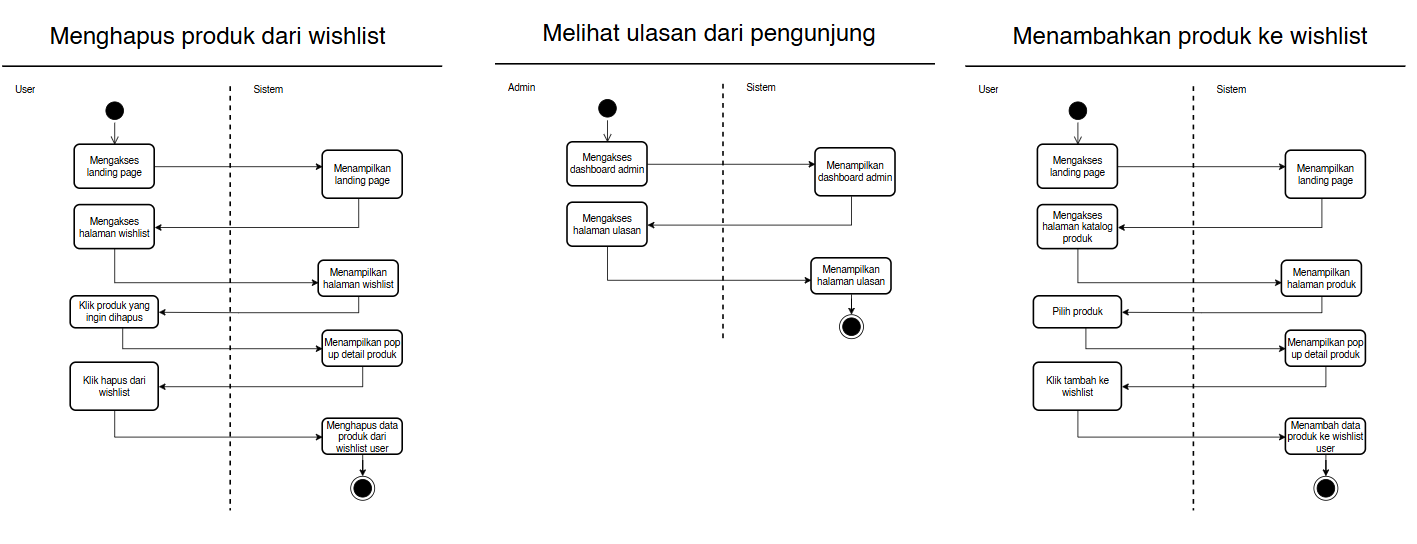 Menghapus produk dari wishlist
User
Sistem
Mengakses
landing page
Menampilkan
landing page
Mengakses
halaman wishlist
Menampilkan
halaman wishlist
Klik produk yang
ingin dihapus
Menampilkan pop
up detail produk
Klik hapus dari
wishlist
Menghapus data
produk dari
wishlist user
Melihat ulasan dari pengunjung
Admin
Sistem
Mengakses
dashboard admin
Menampilkan
dashboard admin
Mengakses
halaman ulasan
Menampilkan
halaman ulasan
Menambahkan produk ke wishlist
User
Sistem
Mengakses
landing page
Menampilkan
landing page
Mengakses
halaman katalog
produk
Menampilkan
halaman produk
Pilih produk
Menampilkan pop
up detail produk
Klik tambah ke
wishlist
Menambah data
produk ke wishlist
user